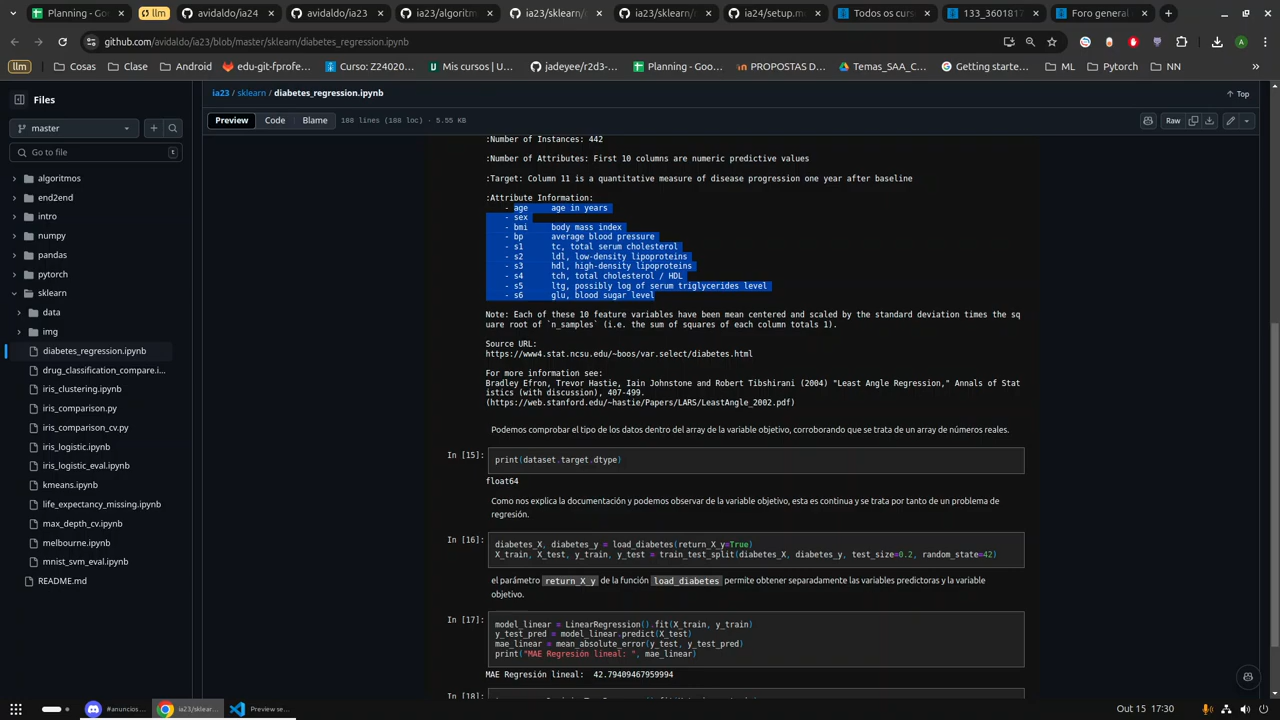 Planning - Goo
llm
avidaldo/ia24
avidaldo/ia23
ia23/algoritm
ia23/sklearn/
ia23/sklearn/r
ia24/setup.m
Todos os curs
133_3601817
Foro general
github.com/avidaldo/ia23/blob/master/sklearn/diabetes_regression.ipynb
A
llm
Cosas
Clase
Android
edu-git-fprofe...
Curso: Z24020...
Mis cursos | U...
jadeyee/r2d3-...
Planning - Goo...
PROPOSTAS D...
Temas_SAA_C...
Getting starte...
ML
Pytorch
NN
Files
ia23 / sklearn / diabetes_regression.ipynb
Top
master
Preview
Code
Blame
188 lines (188 loc) · 5.55 KB
Raw
Go to file
t
algoritmos
end2end
intro
numpy
pandas
pytorch
sklearn
data
img
diabetes_regression.ipynb
drug_classification_compare.i...
iris_clustering.ipynb
iris_comparison.py
iris_comparison_cv.py
iris_logistic.ipynb
iris_logistic_eval.ipynb
kmeans.ipynb
life_expectancy_missing.ipynb
max_depth_cv.ipynb
melbourne.ipynb
mnist_svm_eval.ipynb
README.md
:Number of Instances: 442
:Number of Attributes: First 10 columns are numeric predictive values
:Target: Column 11 is a quantitative measure of disease progression one year after baseline
:Attribute Information:
- age age in years
- sex
- bmi body mass index
- bp average blood pressure
- s1 tc, total serum cholesterol
- s2 ldl, low-density lipoproteins
- s3 hdl, high-density lipoproteins
- s4 tch, total cholesterol / HDL
- s5 ltg, possibly log of serum triglycerides level
- s6 glu, blood sugar level
Note: Each of these 10 feature variables have been mean centered and scaled by the standard deviation times the sq
uare root of `n_samples` (i.e. the sum of squares of each column totals 1).
Source URL:
https://www4.stat.ncsu.edu/~boos/var.select/diabetes.html
For more information see:
Bradley Efron, Trevor Hastie, Iain Johnstone and Robert Tibshirani (2004) "Least Angle Regression," Annals of Stat
istics (with discussion), 407-499.
(https://web.stanford.edu/~hastie/Papers/LARS/LeastAngle_2002.pdf)
Podemos comprobar el tipo de los datos dentro del array de la variable objetivo, corroborando que se trata de un array de números reales.
In [15]: print(dataset.target.dtype)
float64
Como nos explica la documentación y podemos observar de la variable objetivo, esta es continua y se trata por tanto de un problema de
regresión.
In [16]: diabetes_X, diabetes_y = load_diabetes(return_X_y=True)
X_train, X_test, y_train, y_test = train_test_split(diabetes_X, diabetes_y, test_size=0.2, random_state=42)
el parámetro return_X_y de la función load_diabetes permite obtener separadamente las variables predictoras y la variable
objetivo.
In [17]: model_linear = LinearRegression().fit(X_train, y_train)
y_test_pred = model_linear.predict(X_test)
mae_linear = mean_absolute_error(y_test, y_test_pred)
print("MAE Regresión lineal: ", mae_linear)
MAE Regresión lineal:  42.79409467959994
In [18]:
#anuncios
ia23/sklear...
Preview se...
Oct 15 17:30